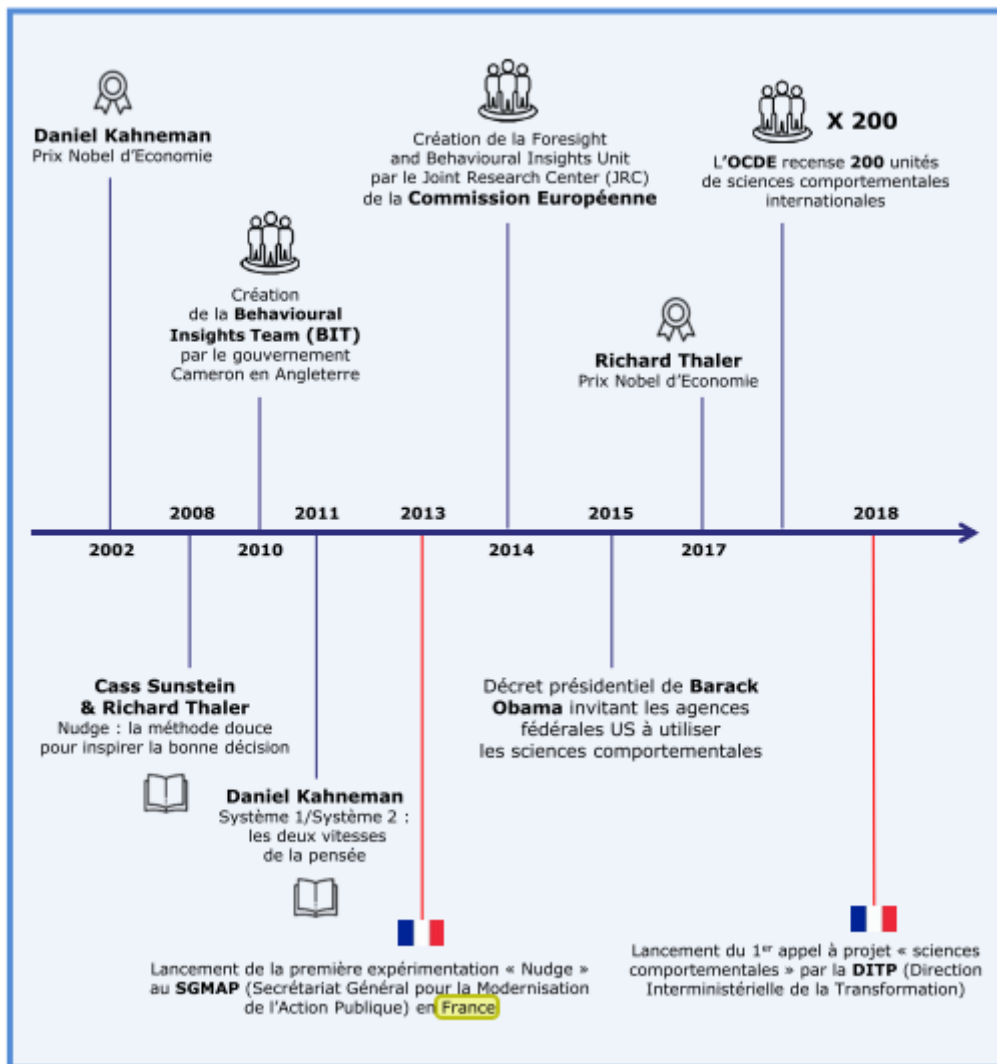 Daniel Kahneman
Prix Nobel d'Economie
Création
de la Behavioural
Insights Team (BIT)
par le gouvernement
Cameron en Angleterre
Création de la Foresight
and Behavioural Insights Unit
par le Joint Research Center (JRC)
de la Commission Européenne
Richard Thaler
Prix Nobel d'Economie
X 200
L'OCDE recense 200 unités
de sciences comportementales
internationales
2008
2011
2013
2015
2018
2002
2010
2014
2017
Cass Sunstein
& Richard Thaler
Nudge : la méthode douce
pour inspirer la bonne décision
Daniel Kahneman
Système 1/Système 2 :
les deux vitesses
de la pensée
Lancement de la première expérimentation « Nudge »
au SGMAP (Secrétariat Général pour la Modernisation
de l'Action Publique) en France
Décret présidentiel de Barack
Obama invitant les agences
fédérales US à utiliser
les sciences comportementales
Lancement du 1er appel à projet « sciences
comportementales » par la DITP (Direction
Interministérielle de la Transformation)